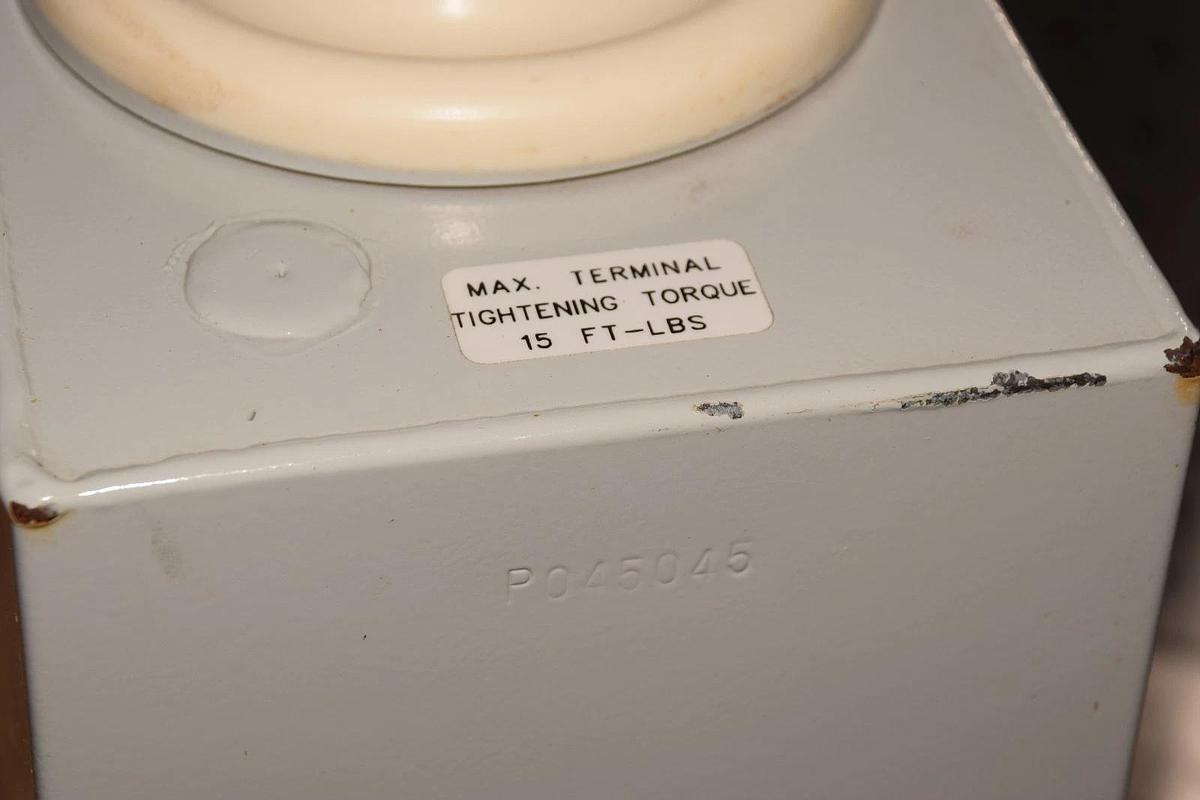 MAX. TERMINAL
TIGHTENING TORQUE
15 FT-LBS
P045045